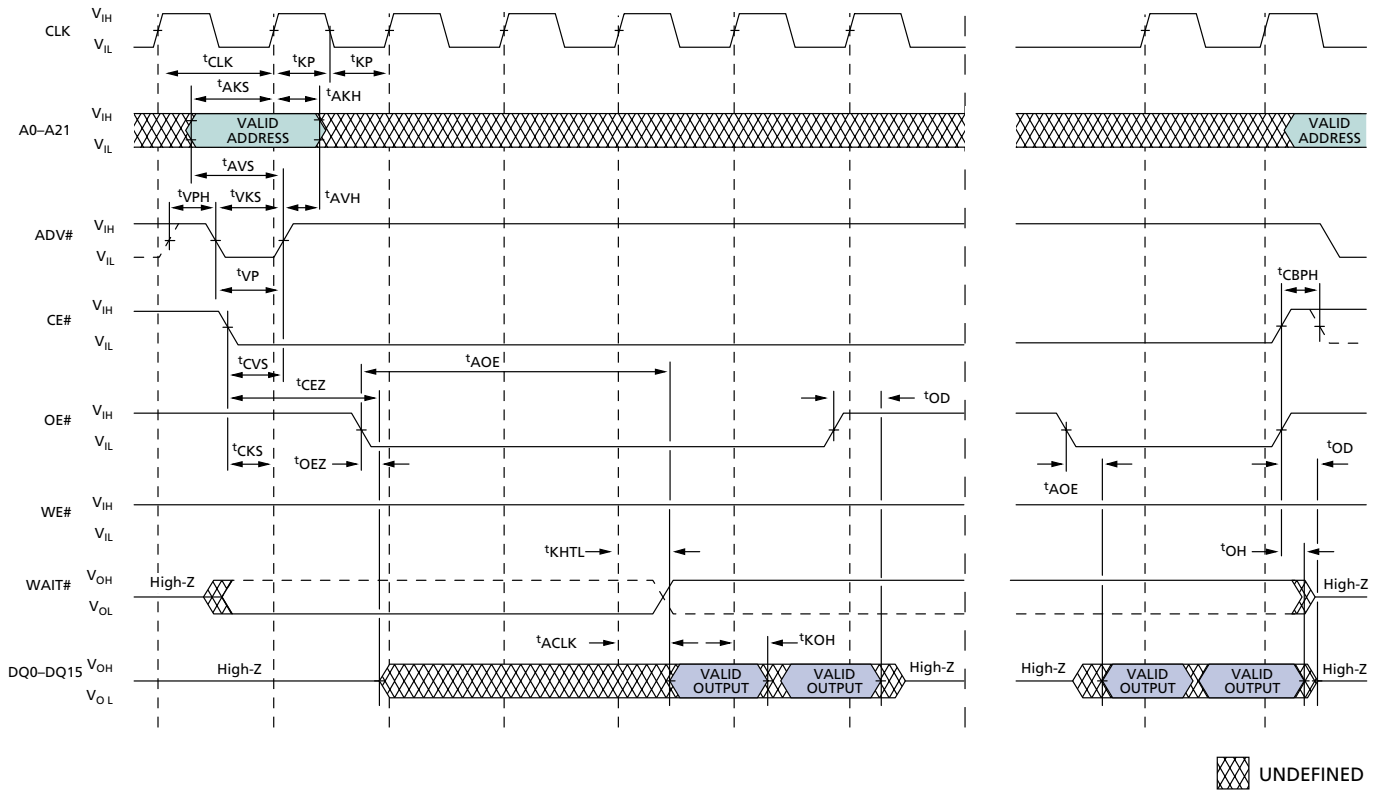 CLK VIH
VIL
tCLK tKP tKP
tAKS tAKH
A0–A21 VIH
VIL
VALID ADDRESS
VALID ADDRESS
tAVS
tVPH tVKS tAVH
ADV# VIH
VIL
tVP
tCBPH
CE# VIH
VIL
tCVS tAOE
tCEZ
tOD
OE# VIH
VIL
tCKS tOEZ
tAOE
tOD
WE# VIH
VIL
tKHTL
tOH
WAIT# High-Z VOH
VOL
High-Z
tACLK tKOH
DQ0–DQ15 VOH
VO L
High-Z
VALID OUTPUT
VALID OUTPUT
High-Z
High-Z
VALID OUTPUT
VALID OUTPUT
High-Z
UNDEFINED